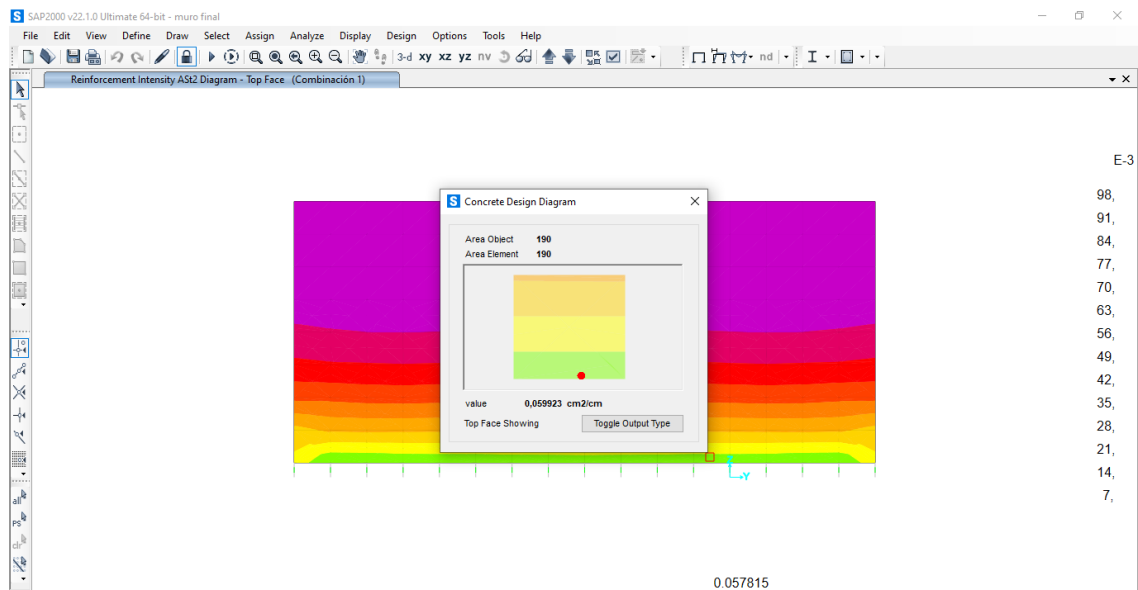 S SAP2000 v22.1.0 Ultimate 64-bit - muro final
File Edit View Define Draw Select Assign Analyze Display Design Options Tools Help
3-d xy xz yz nv nd
Reinforcement Intensity ASt2 Diagram - Top Face (Combinación 1)
E-3
98,
91,
84,
77,
70,
63,
56,
49,
42,
35,
28,
21,
14,
7,
S Concrete Design Diagram
Area Object 190
Area Element 190
value 0,059923 cm2/cm
Top Face Showing Toggle Output Type
Y
all
PS
clr
0.057815